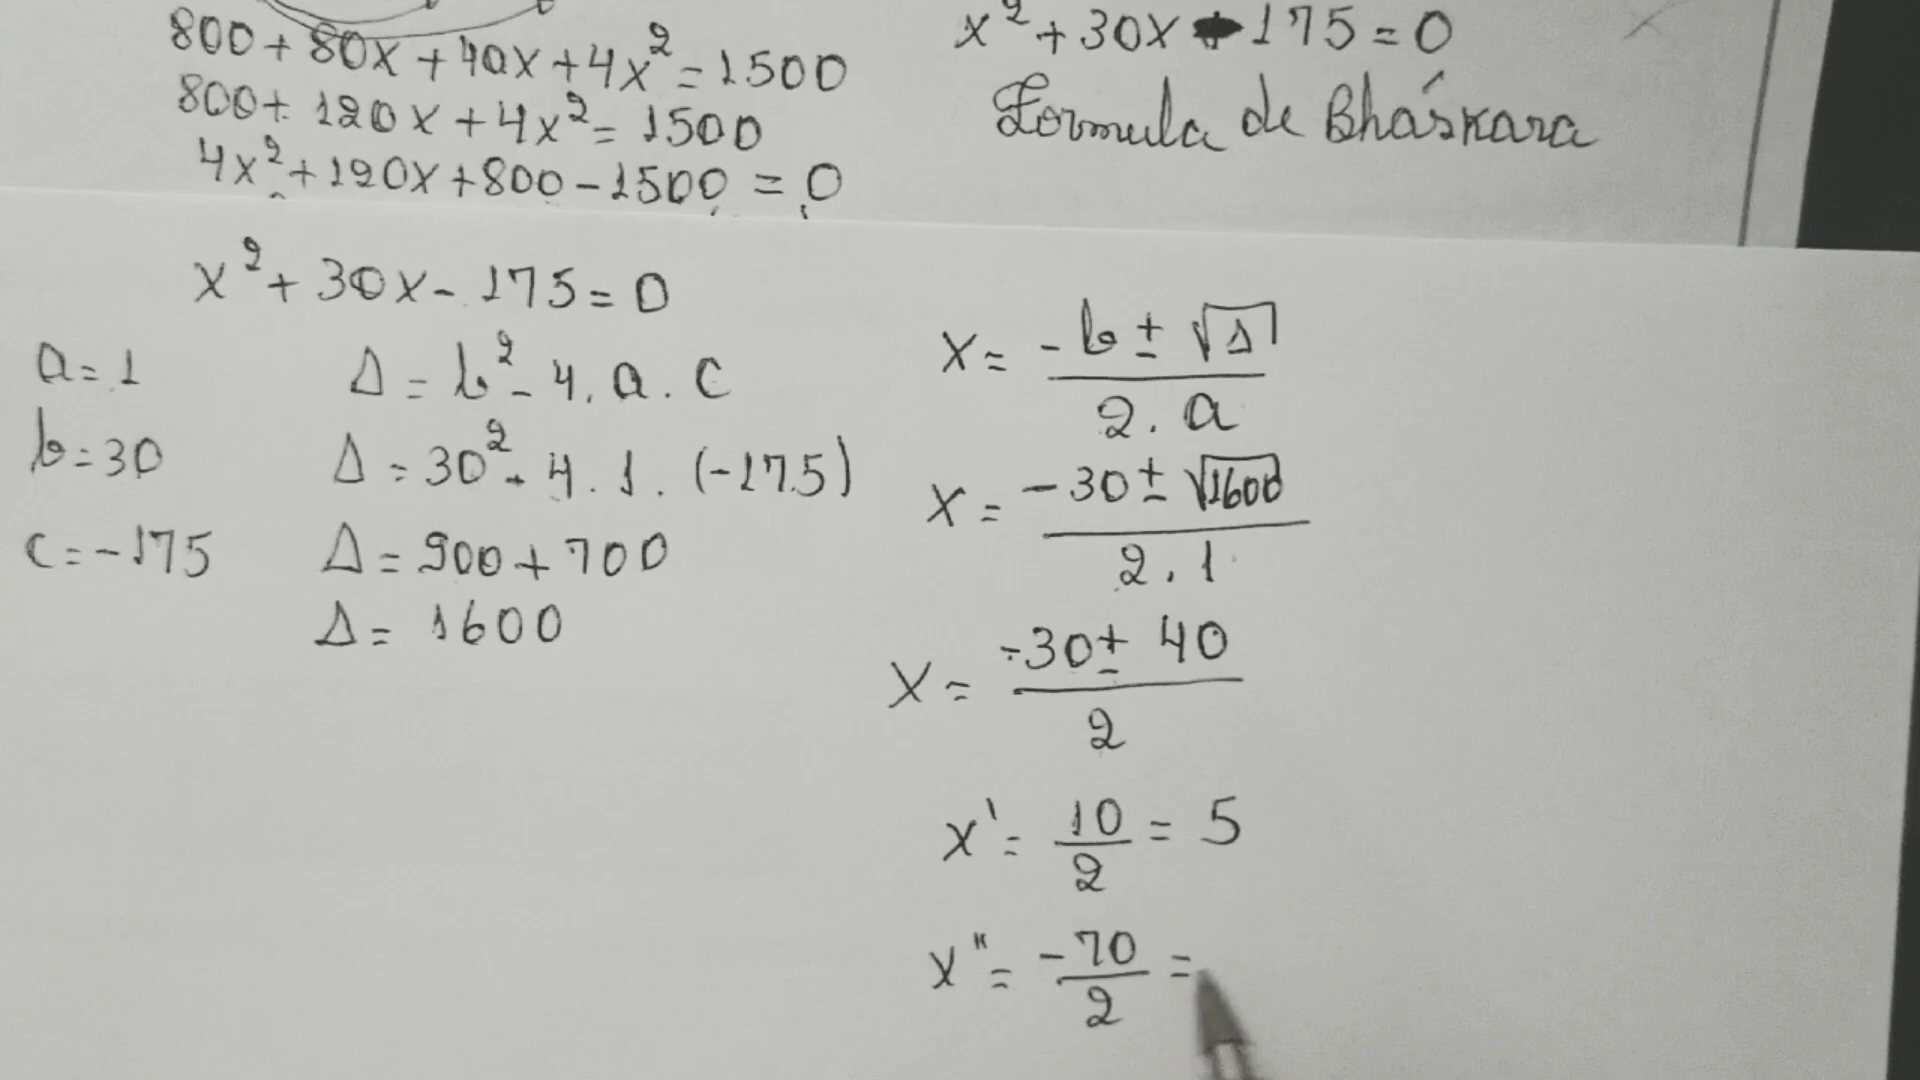 800+80x+40x+4x²=1500
800+120x+4x²=1500
4x²+120x+800-1500=0
x²+30x-175=0
Formula de Bháskara
x²+30x-175=0
a=1
b=30
c=-175
Δ=b²-4.a.c
Δ=30²-4.1.(-175)
Δ=900+700
Δ=1600
x=-b±√Δ
2.a
x=-30±√1600
2.1
x=-30±40
2
x'=10/2=5
x"=-70/2=